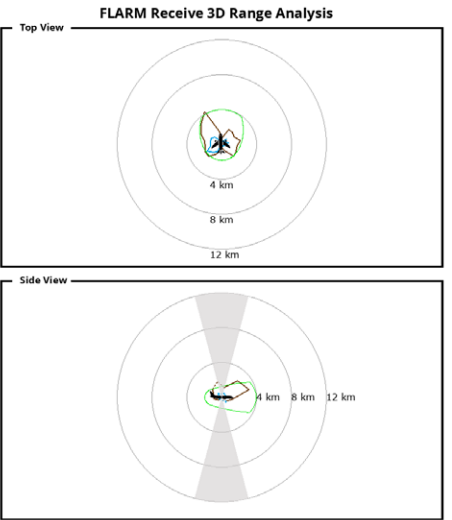 FLARM Receive 3D Range Analysis
Top View
4 km
8 km
12 km
Side View
4 km 8 km 12 km